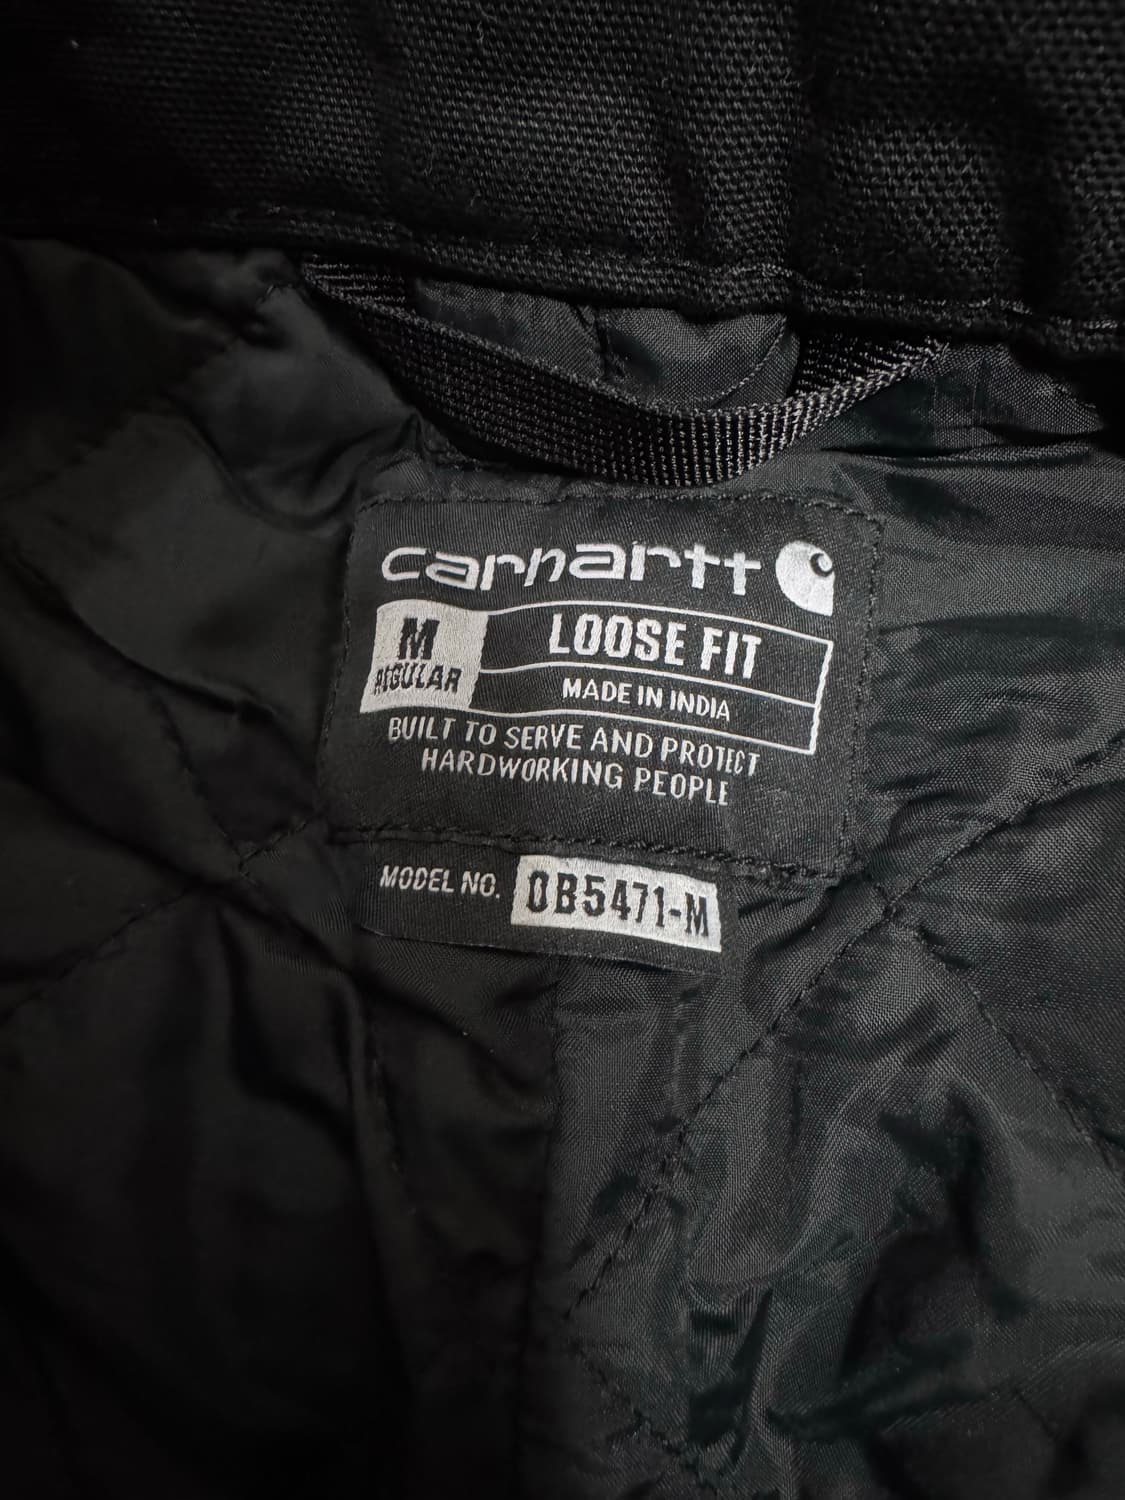 carhartt
M
REGULAR
LOOSE FIT
MADE IN INDIA
BUILT TO SERVE AND PROTECT
HARDWORKING PEOPLE
MODEL NO. OB5471-M